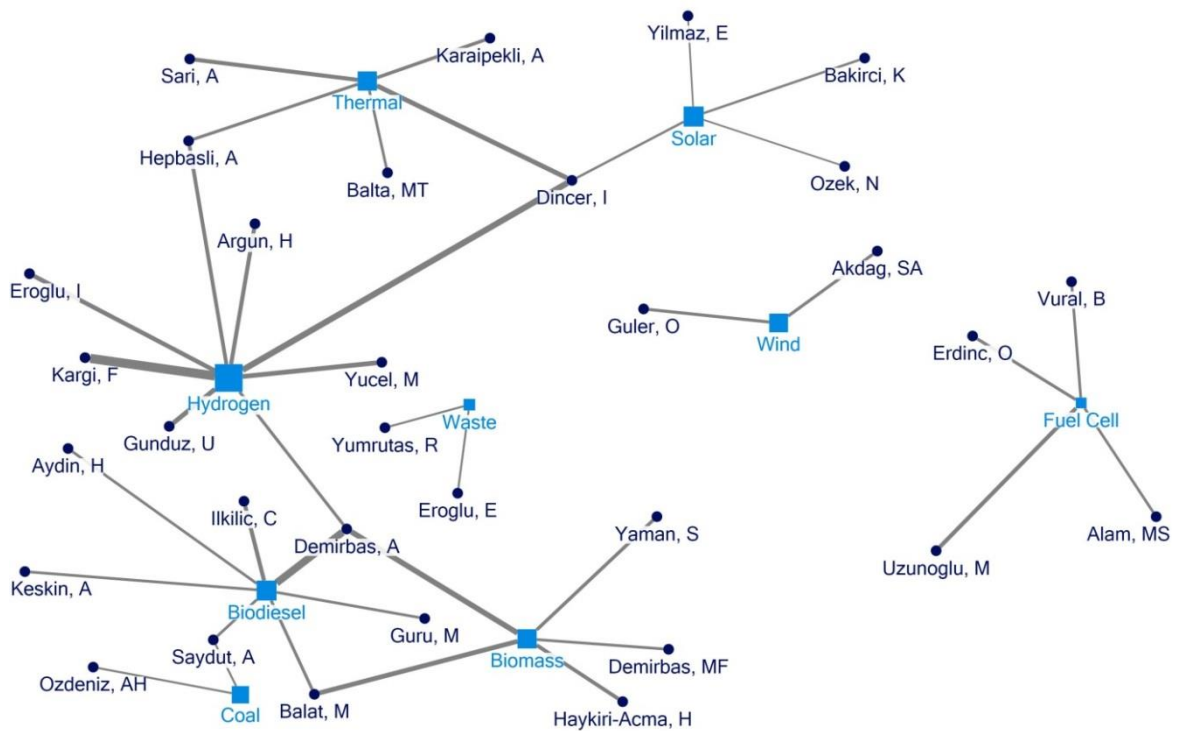 Yilmaz, E
Karaipekli, A
Sari, A
Bakirci, K
Thermal
Solar
Hepbasli, A
Balta, MT
Ozek, N
Dincer, I
Argun, H
Akdag, SA
Eroglu, I
Vural, B
Guler, O
Wind
Erdinc, O
Kargi, F
Yucel, M
Hydrogen
Waste
Fuel Cell
Gunduz, U
Yumrutas, R
Aydin, H
Eroglu, E
Ilkilic, C
Yaman, S
Alam, MS
Demirbas, A
Uzunoglu, M
Keskin, A
Biodiesel
Guru, M
Saydut, A
Biomass
Demirbas, MF
Ozdeniz, AH
Coal
Balat, M
Haykiri-Acma, H